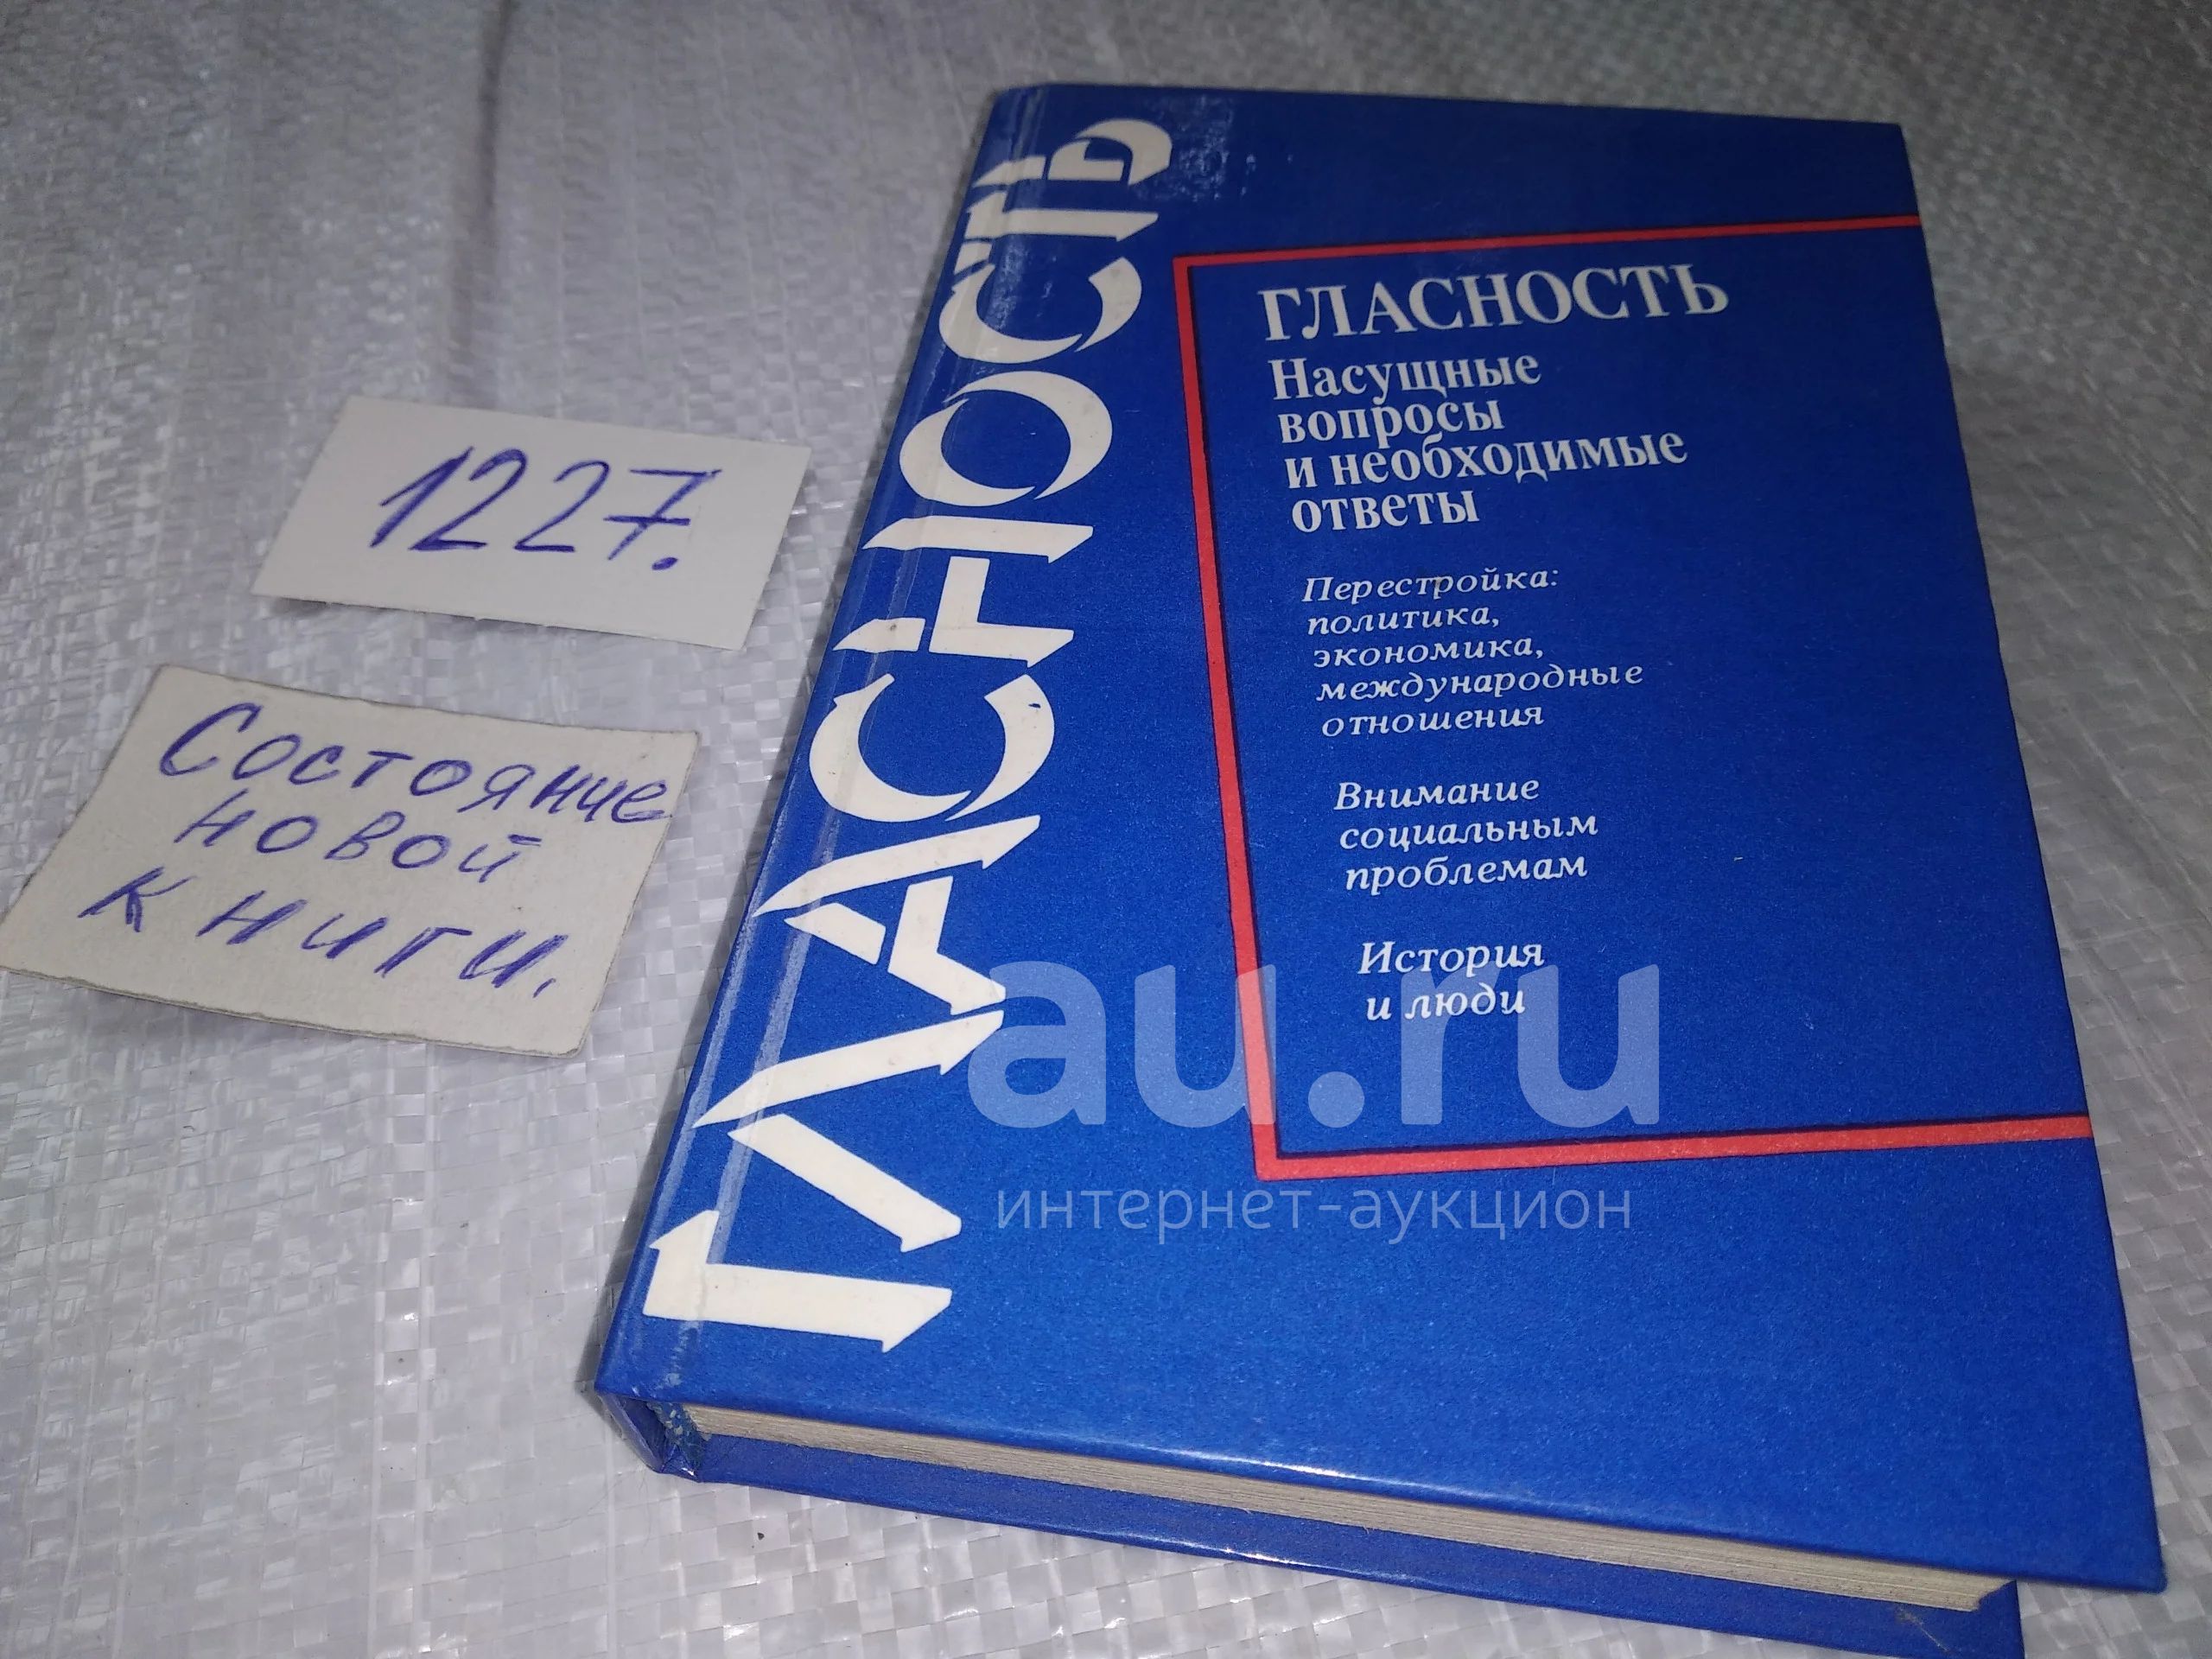 1227.
Состояние
новой
книги.
ГЛАСНОСТЬ
ГЛАСНОСТЬ
Насущные
вопросы
и необходимые
ответы
Перестройка:
политика,
экономика,
международные
отношения
Внимание
социальным
проблемам
История
и люди
au.ru
интернет-аукцион